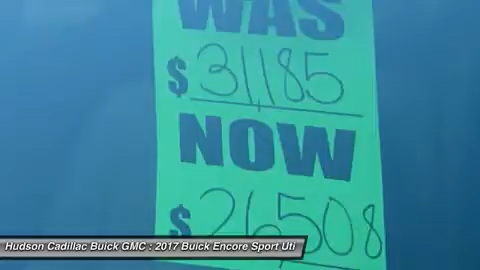 WAS
$31,185
NOW
$26,508
Hudson Cadillac Buick GMC : 2017 Buick Encore Sport Uti